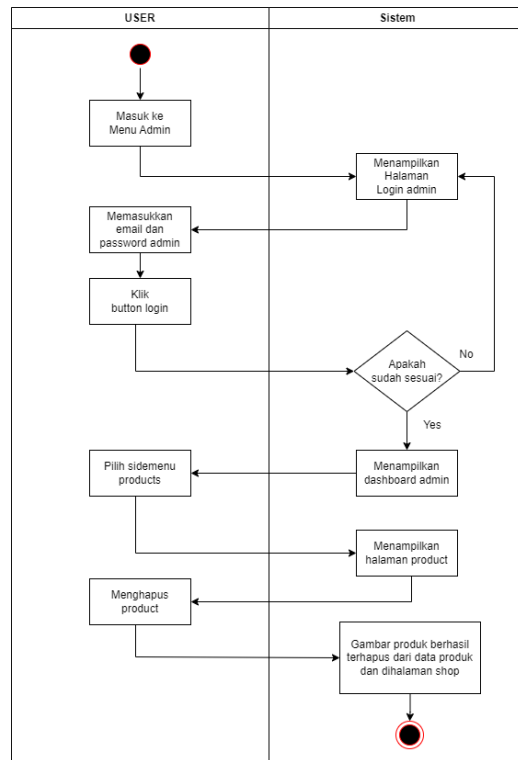 USER
Sistem
Masuk ke
Menu Admin
Menampilkan
Halaman
Login admin
Memasukkan
email dan
password admin
Klik
button login
Apakah
sudah sesuai?
No
Yes
Menampilkan
dashboard admin
Pilih sidemenu
products
Menampilkan
halaman product
Menghapus
product
Gambar produk berhasil
terhapus dari data produk
dan dihalaman shop